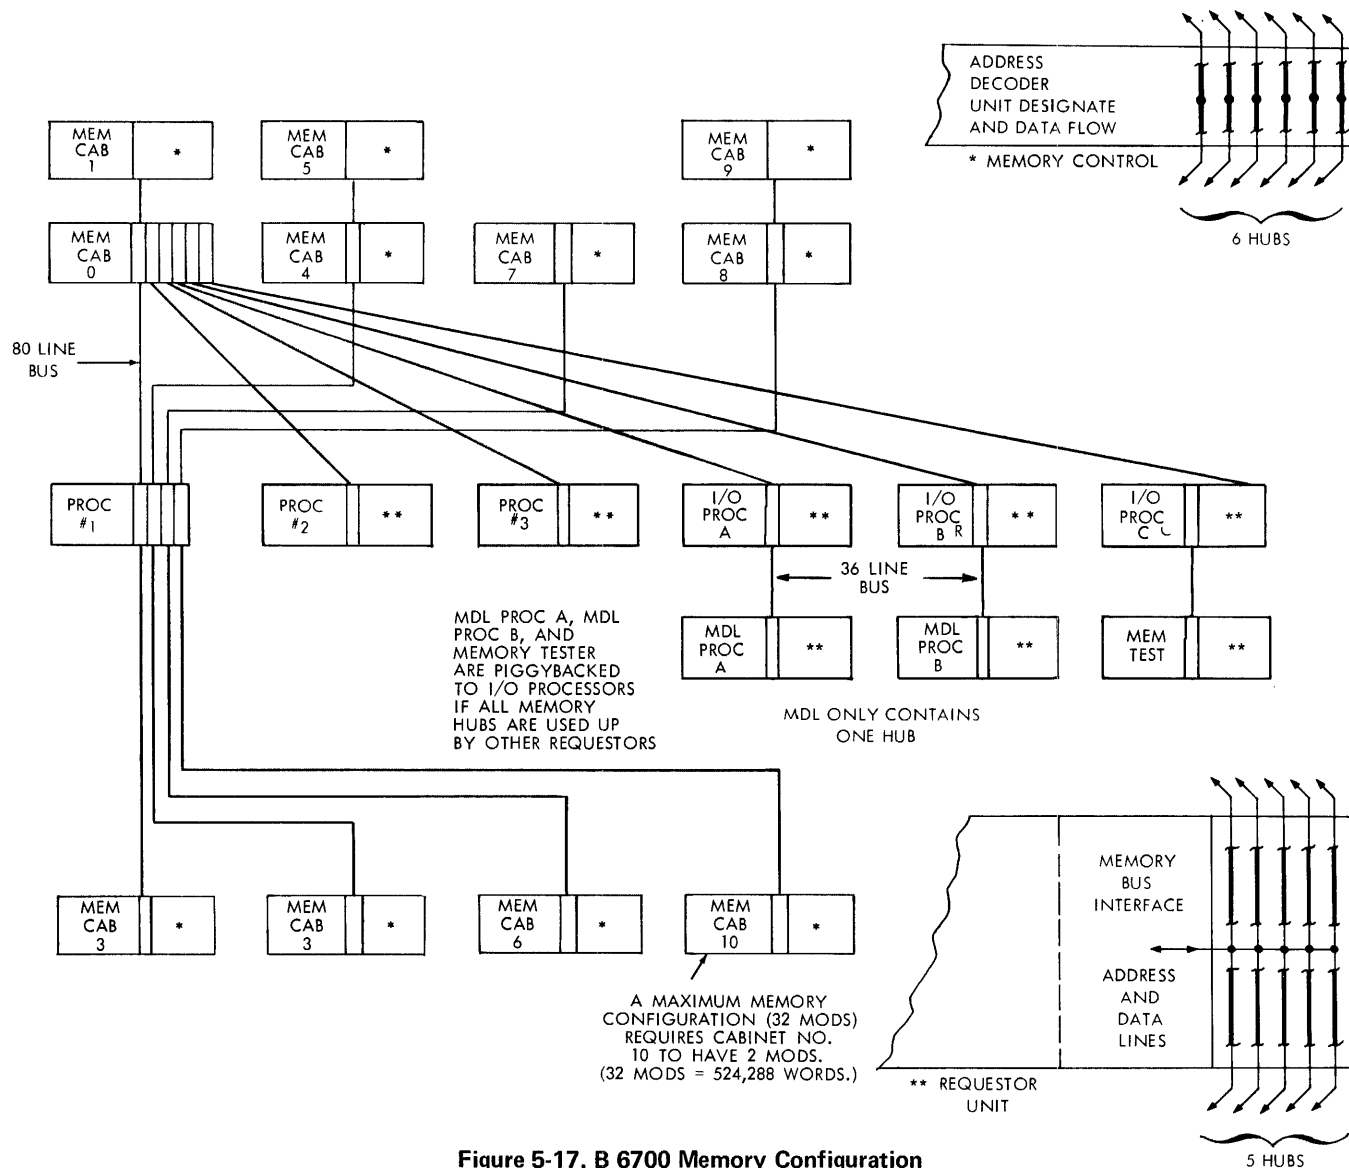 ADDRESS
DECODER
UNIT DESIGNATE
AND DATA FLOW
* MEMORY CONTROL
6 HUBS
MEM
CAB
1
*
MEM
CAB
5
*
MEM
CAB
9
*
MEM
CAB
0
MEM
CAB
4
*
MEM
CAB
7
*
MEM
CAB
8
*
80 LINE
BUS
PROC
#1
PROC
#2
**
PROC
#3
**
I/O
PROC
A
**
I/O
PROC
B R
**
I/O
PROC
C
**
36 LINE
BUS
MDL
PROC
A
**
MDL
PROC
B
**
MEM
TEST
**
MDL PROC A, MDL
PROC B, AND
MEMORY TESTER
ARE PIGGYBACKED
TO I/O PROCESSORS
IF ALL MEMORY
HUBS ARE USED UP
BY OTHER REQUESTORS
MDL ONLY CONTAINS
ONE HUB
MEM
CAB
3
*
MEM
CAB
3
*
MEM
CAB
6
*
MEM
CAB
10
*
A MAXIMUM MEMORY
CONFIGURATION (32 MODS)
REQUIRES CABINET NO.
10 TO HAVE 2 MODS.
(32 MODS = 524,288 WORDS.)
MEMORY
BUS
INTERFACE
ADDRESS
AND
DATA
LINES
** REQUESTOR
UNIT
5 HUBS
Figure 5-17. B 6700 Memory Configuration